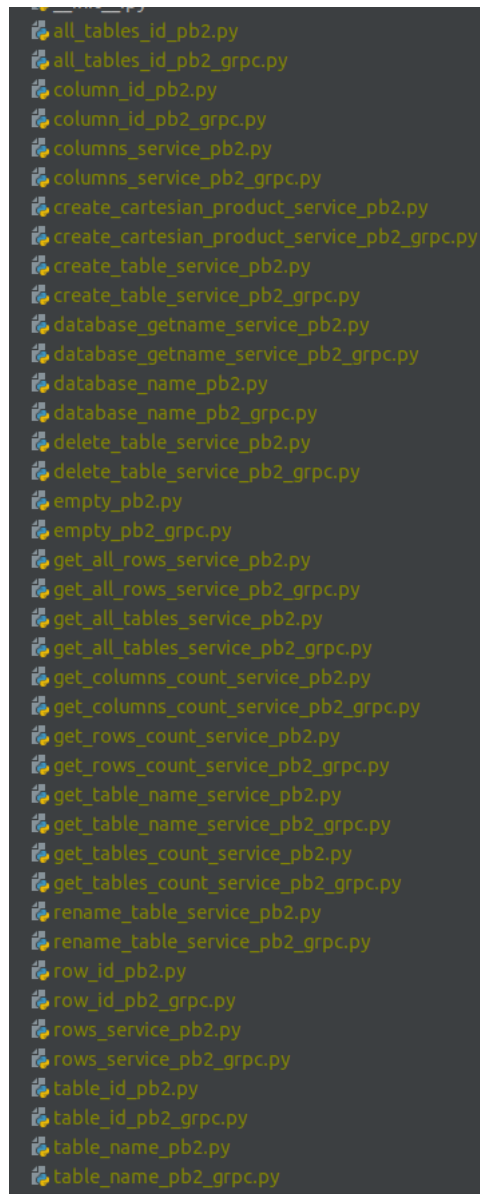 all_tables_id_pb2.py
all_tables_id_pb2_grpc.py
column_id_pb2.py
column_id_pb2_grpc.py
columns_service_pb2.py
columns_service_pb2_grpc.py
create_cartesian_product_service_pb2.py
create_cartesian_product_service_pb2_grpc.py
create_table_service_pb2.py
create_table_service_pb2_grpc.py
database_getname_service_pb2.py
database_getname_service_pb2_grpc.py
database_name_pb2.py
database_name_pb2_grpc.py
delete_table_service_pb2.py
delete_table_service_pb2_grpc.py
empty_pb2.py
empty_pb2_grpc.py
get_all_rows_service_pb2.py
get_all_rows_service_pb2_grpc.py
get_all_tables_service_pb2.py
get_all_tables_service_pb2_grpc.py
get_columns_count_service_pb2.py
get_columns_count_service_pb2_grpc.py
get_rows_count_service_pb2.py
get_rows_count_service_pb2_grpc.py
get_table_name_service_pb2.py
get_table_name_service_pb2_grpc.py
get_tables_count_service_pb2.py
get_tables_count_service_pb2_grpc.py
rename_table_service_pb2.py
rename_table_service_pb2_grpc.py
row_id_pb2.py
row_id_pb2_grpc.py
rows_service_pb2.py
rows_service_pb2_grpc.py
table_id_pb2.py
table_id_pb2_grpc.py
table_name_pb2.py
table_name_pb2_grpc.py